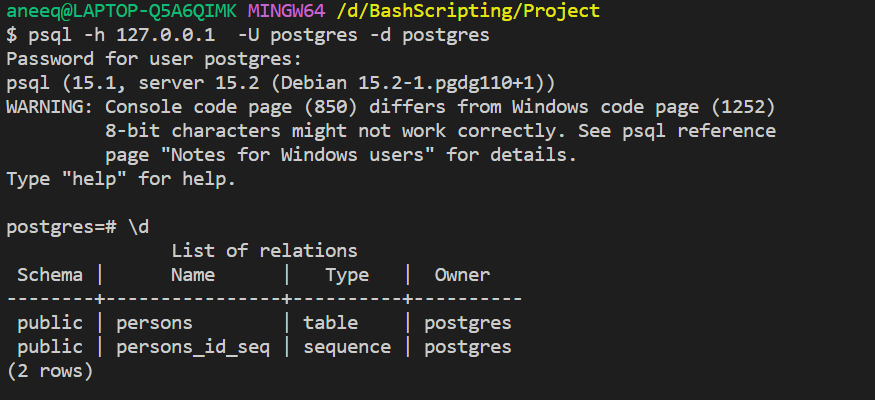 aneeq@LAPTOP-Q5A6QIMK MINGW64 /d/BashScripting/Project
$ psql -h 127.0.0.1  -U postgres -d postgres
Password for user postgres:
psql (15.1, server 15.2 (Debian 15.2-1.pgdg110+1))
WARNING: Console code page (850) differs from Windows code page (1252)
         8-bit characters might not work correctly. See psql reference
         page "Notes for Windows users" for details.
Type "help" for help.

postgres=# \d
               List of relations
 Schema |      Name      |   Type   |  Owner
--------+----------------+----------+----------
 public | persons        | table    | postgres
 public | persons_id_seq | sequence | postgres
(2 rows)